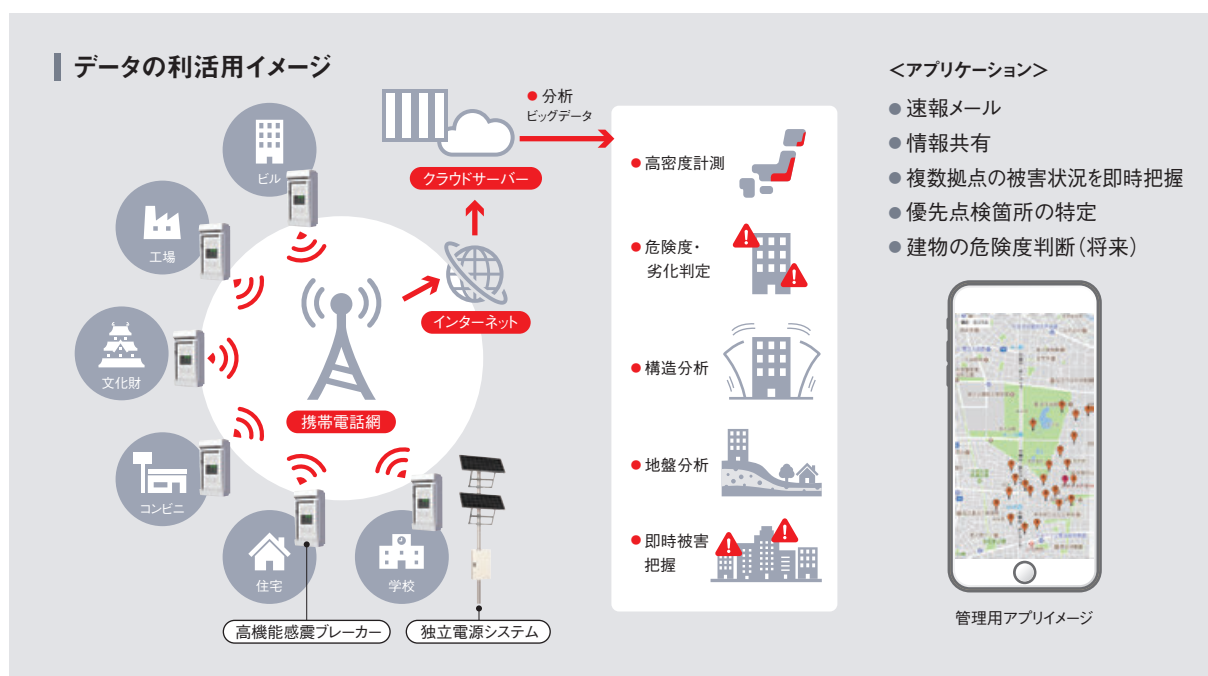 データの利活用イメージ
ビル
工場
文化財
コンビニ
住宅
学校
携帯電話網
インターネット
クラウドサーバー
● 分析
ビッグデータ
高機能感震ブレーカー
独立電源システム
● 高密度計測
● 危険度・
劣化判定
● 構造分析
● 地盤分析
● 即時被害
把握
＜アプリケーション＞
● 速報メール
● 情報共有
● 複数拠点の被害状況を即時把握
● 優先点検箇所の特定
● 建物の危険度判断（将来）
管理用アプリイメージ